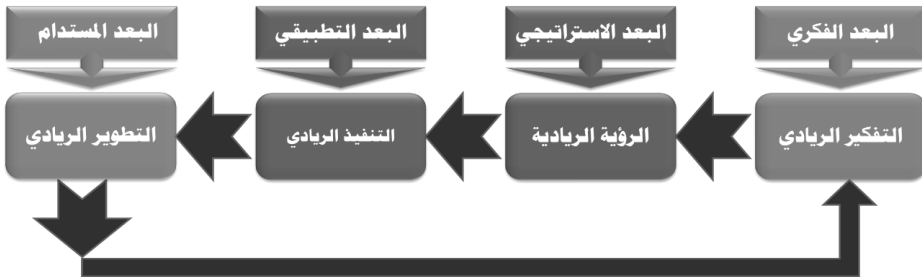 البعد الفكري
البعد الاستراتيجي
البعد التطبيقي
البعد المستدام
التفكير الريادي
الرؤية الريادية
التنفيذ الريادي
التطوير الريادي